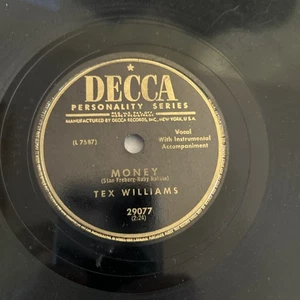 DECCA
PERSONALITY SERIES
MANUFACTURED BY DECCA RECORDS, INC., NEW YORK, U.S.A.
(L 7587)
Vocal
With Instrumental
Accompaniment
MONEY
TEX WILLIAMS
29077
(2:24)